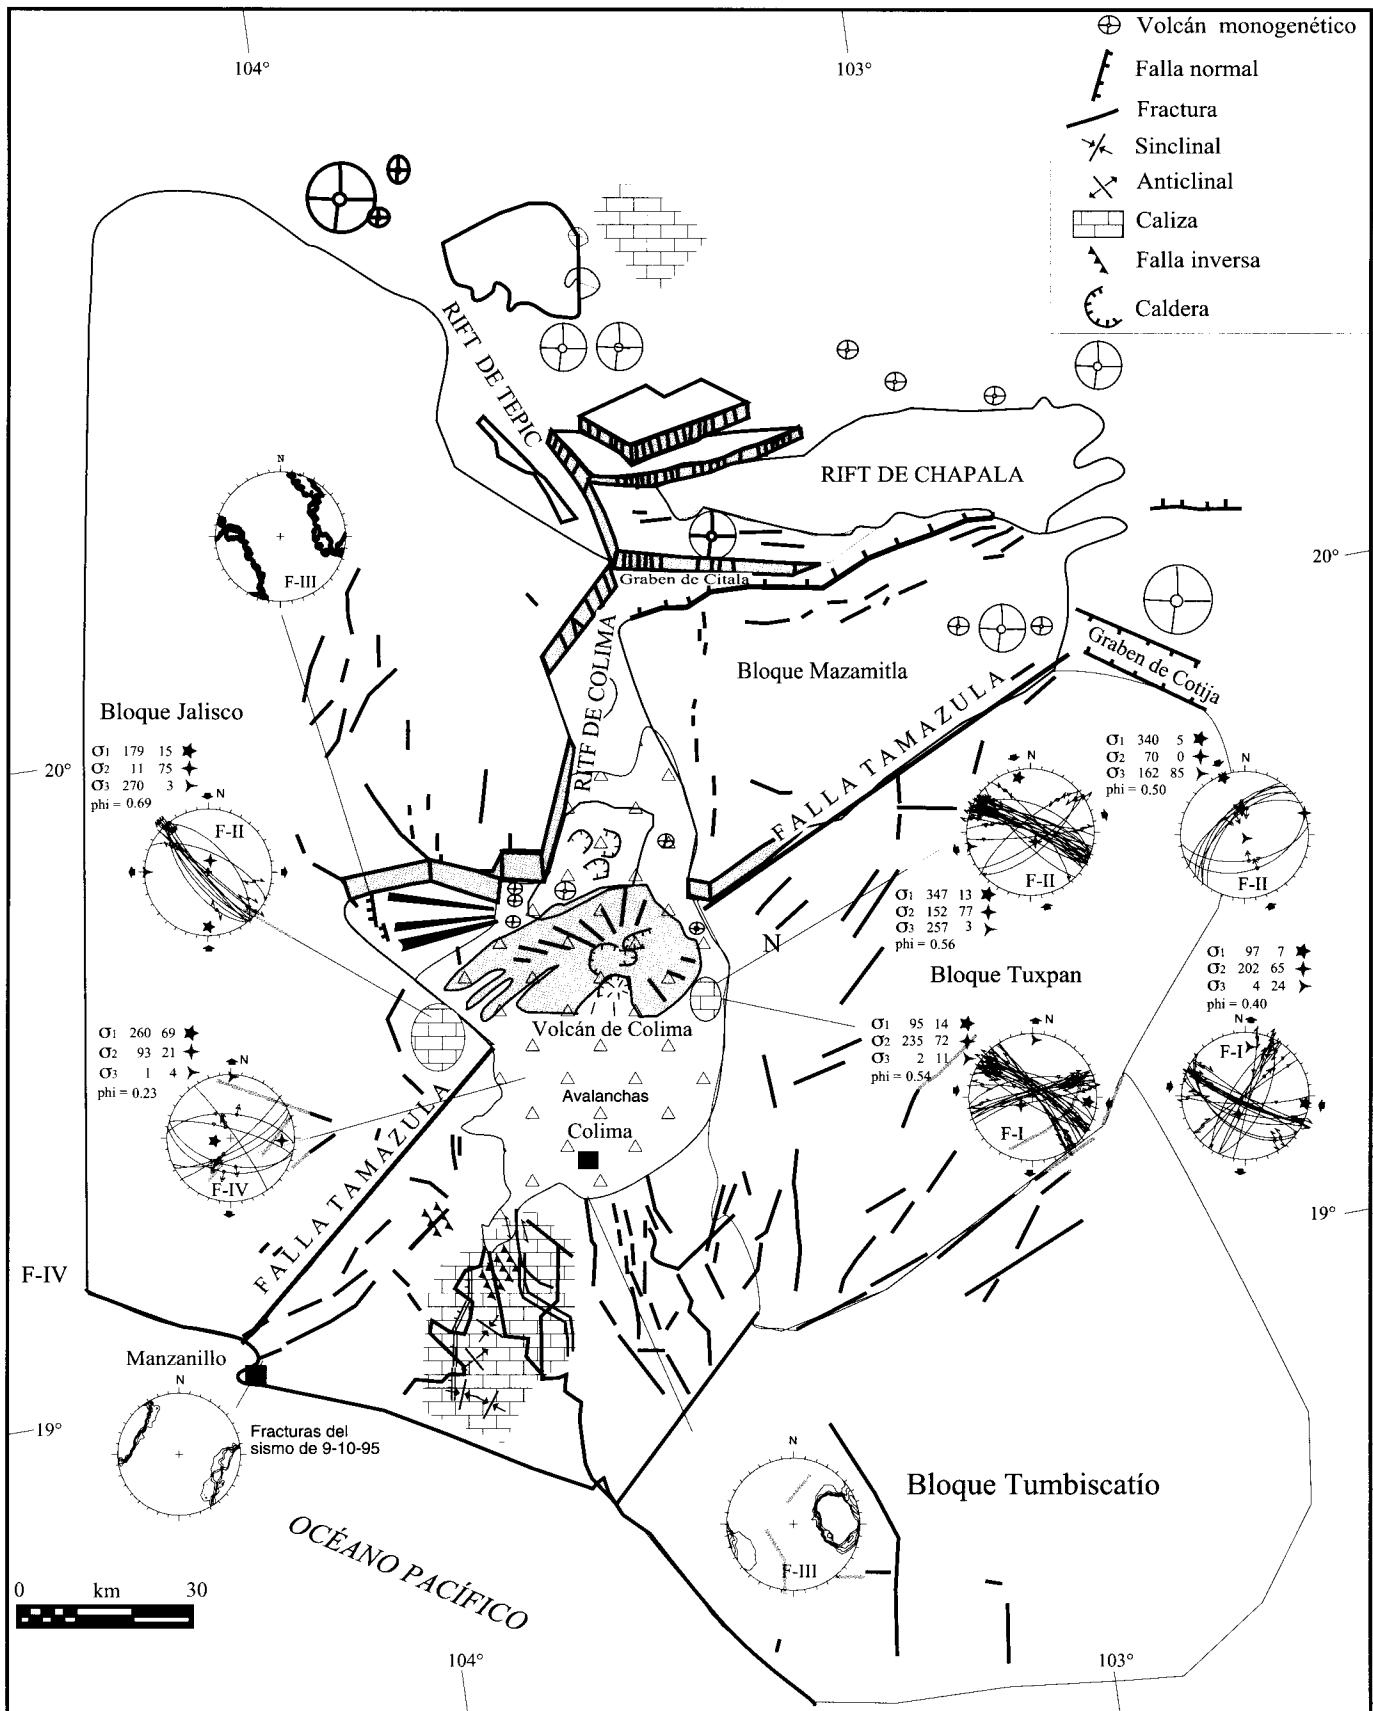 104°
103°
Volcán monogenético
Falla normal
Fractura
Sinclinal
Anticlinal
Caliza
Falla inversa
Caldera
RIFT DE TEPIC
RIFT DE CHAPALA
N
F-III
20°
Graben de Citala
RITF DE COLIMA
Bloque Mazamitla
Graben de Cotija
FALLA TAMAZULA
Bloque Jalisco
σ1 179 15
σ2 11 75
σ3 270 3
phi = 0.69
N
F-II
20°
σ1 340 5
σ2 70 0
σ3 162 85
phi = 0.50
N
F-II
N
F-II
σ1 347 13
σ2 152 77
σ3 257 3
phi = 0.56
N
Bloque Tuxpan
σ1 97 7
σ2 202 65
σ3 4 24
phi = 0.40
N
F-I
σ1 95 14
σ2 235 72
σ3 2 11
phi = 0.54
N
F-I
Volcán de Colima
Avalanchas
Colima
σ1 260 69
σ2 93 21
σ3 1 4
phi = 0.23
N
F-IV
FALLA TAMAZULA
19°
F-IV
Manzanillo
N
Fracturas del
sismo de 9-10-95
19°
N
F-III
Bloque Tumbiscatío
OCÉANO PACÍFICO
0 km 30
104°
103°